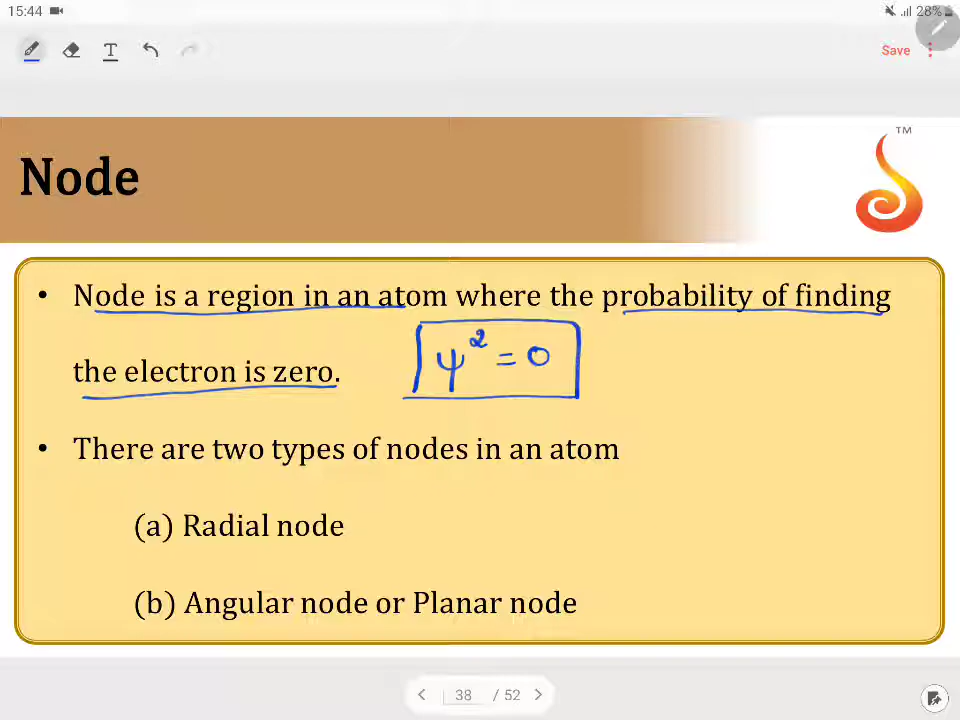 15:44
28%
T
Save
TM
Node
• Node is a region in an atom where the probability of finding
the electron is zero.
ψ² = 0
• There are two types of nodes in an atom
(a) Radial node
(b) Angular node or Planar node
< 38 / 52 >